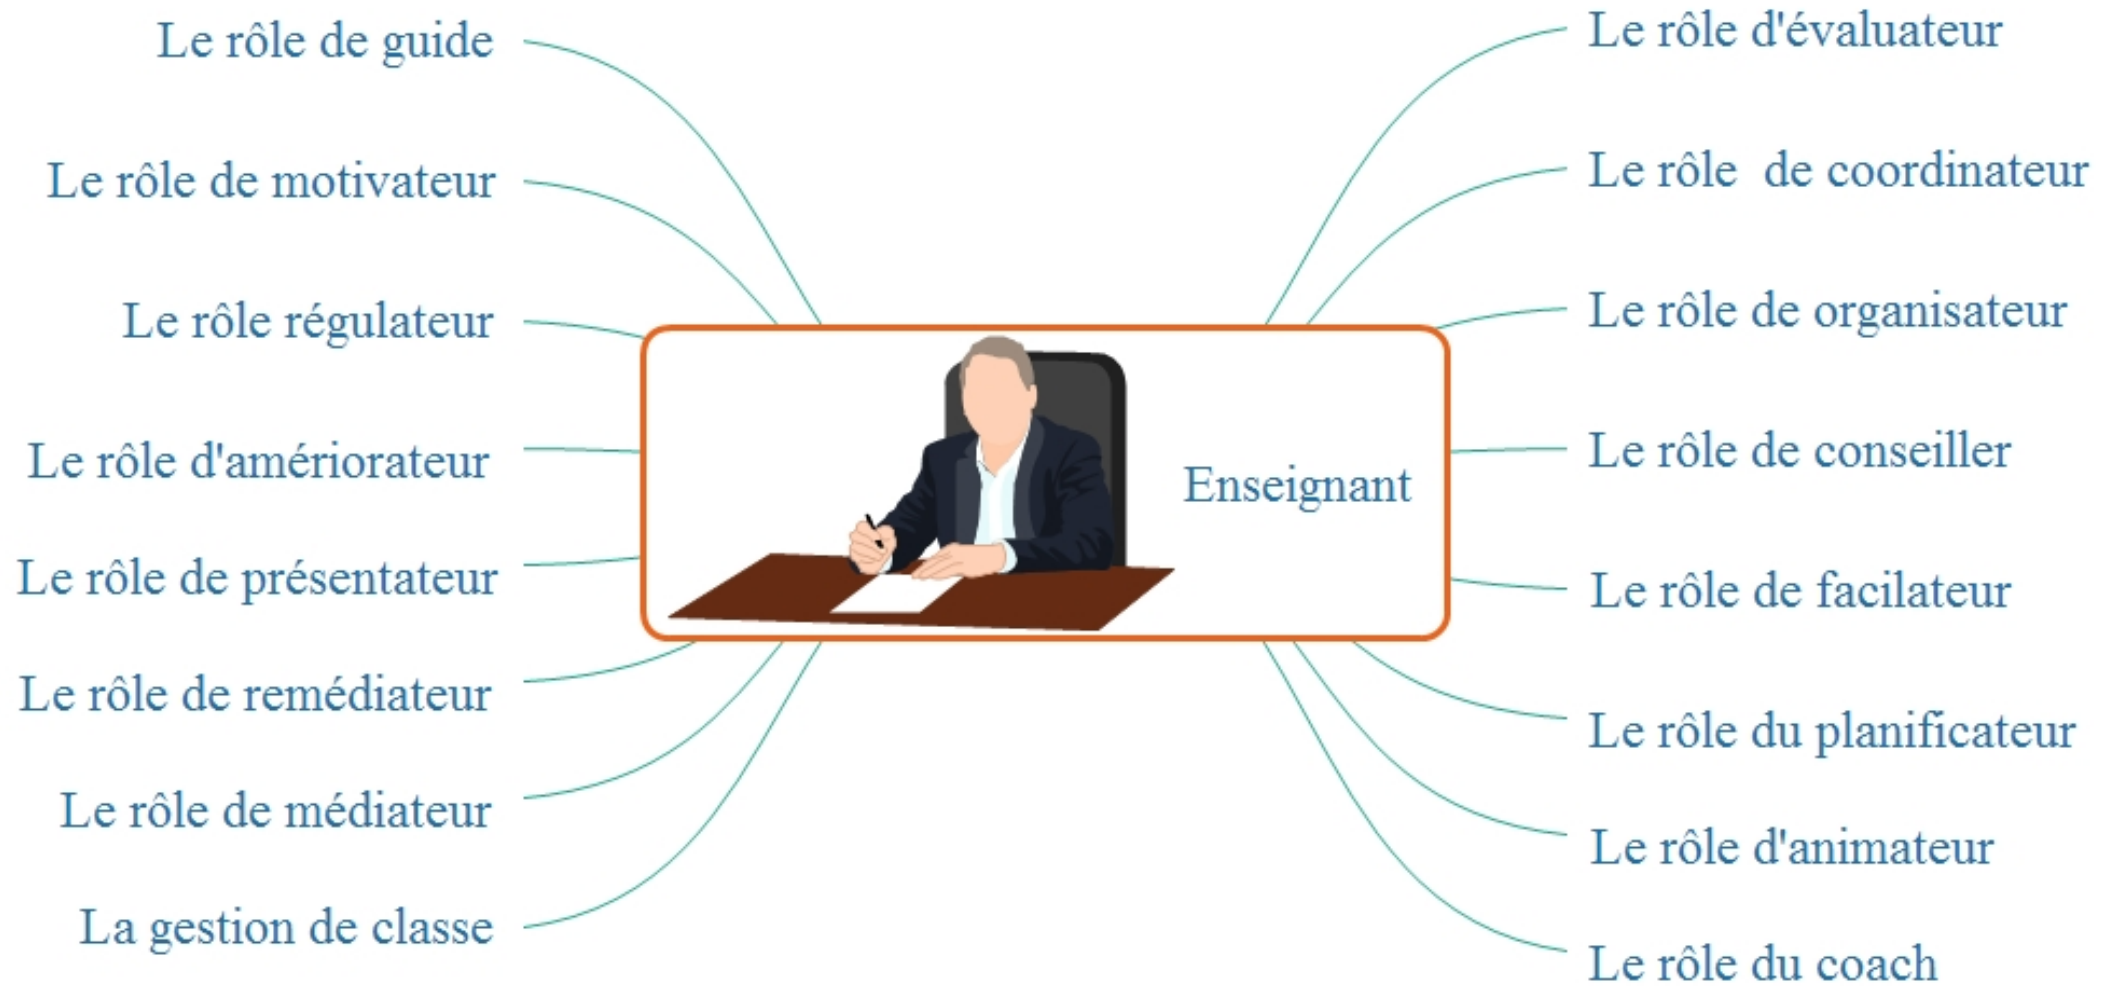 Le rôle de guide
Le rôle de motivateur
Le rôle régulateur
Le rôle d'amériorateur
Le rôle de présentateur
Le rôle de remédiateur
Le rôle de médiateur
La gestion de classe
Enseignant
Le rôle d'évaluateur
Le rôle  de coordinateur
Le rôle de organisateur
Le rôle de conseiller
Le rôle de facilateur
Le rôle du planificateur
Le rôle d'animateur
Le rôle du coach